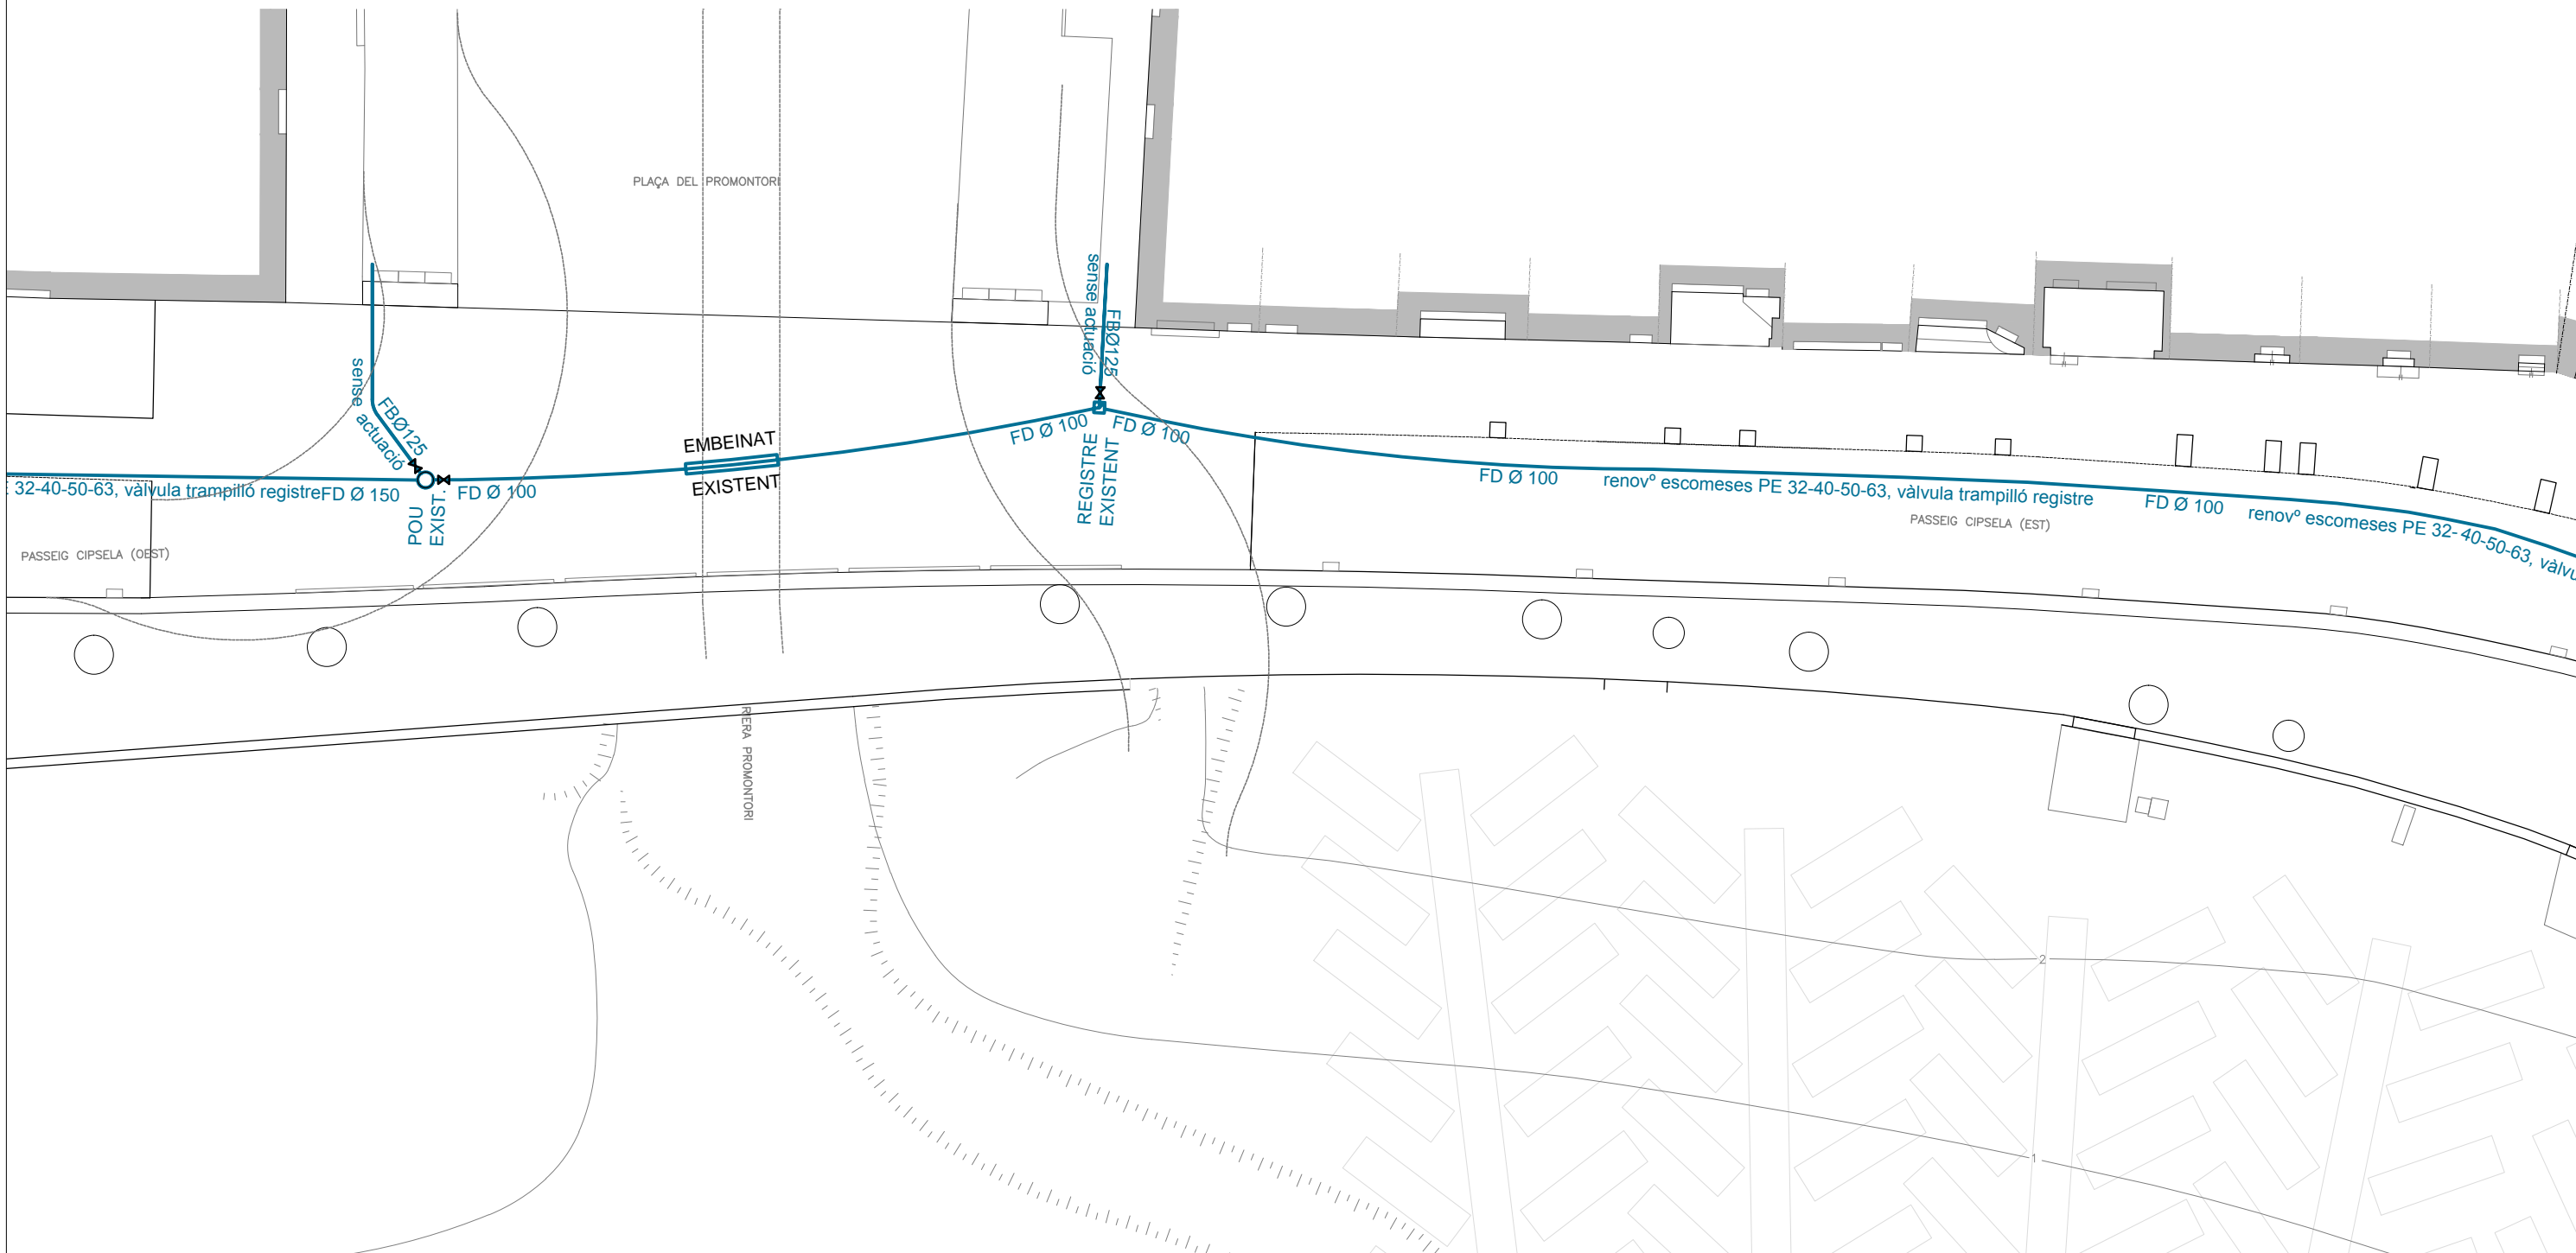 PLAÇA DEL PROMONTORI
sense actuació
FBØ125
sense actuació
FBØ125
EMBEINAT
EXISTENT
FD Ø 100
FD Ø 100
REGISTRE
EXISTENT
32-40-50-63, vàlvula trampilló registre
FD Ø 150
FD Ø 100
POU
EXIST.
FD Ø 100
renovº escomeses PE 32-40-50-63, vàlvula trampilló registre
FD Ø 100
renovº escomeses PE 32-40-50-63, vàlvu
PASSEIG CIPSELA (EST)
PASSEIG CIPSELA (OEST)
RIERA PROMONTORI
2
1